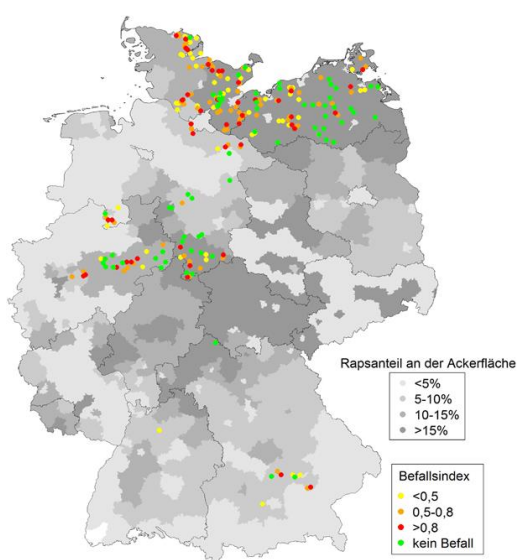 Rapsanteil an der Ackerfläche
<5%
5-10%
10-15%
>15%
Befallsindex
<0,5
0,5-0,8
>0,8
kein Befall